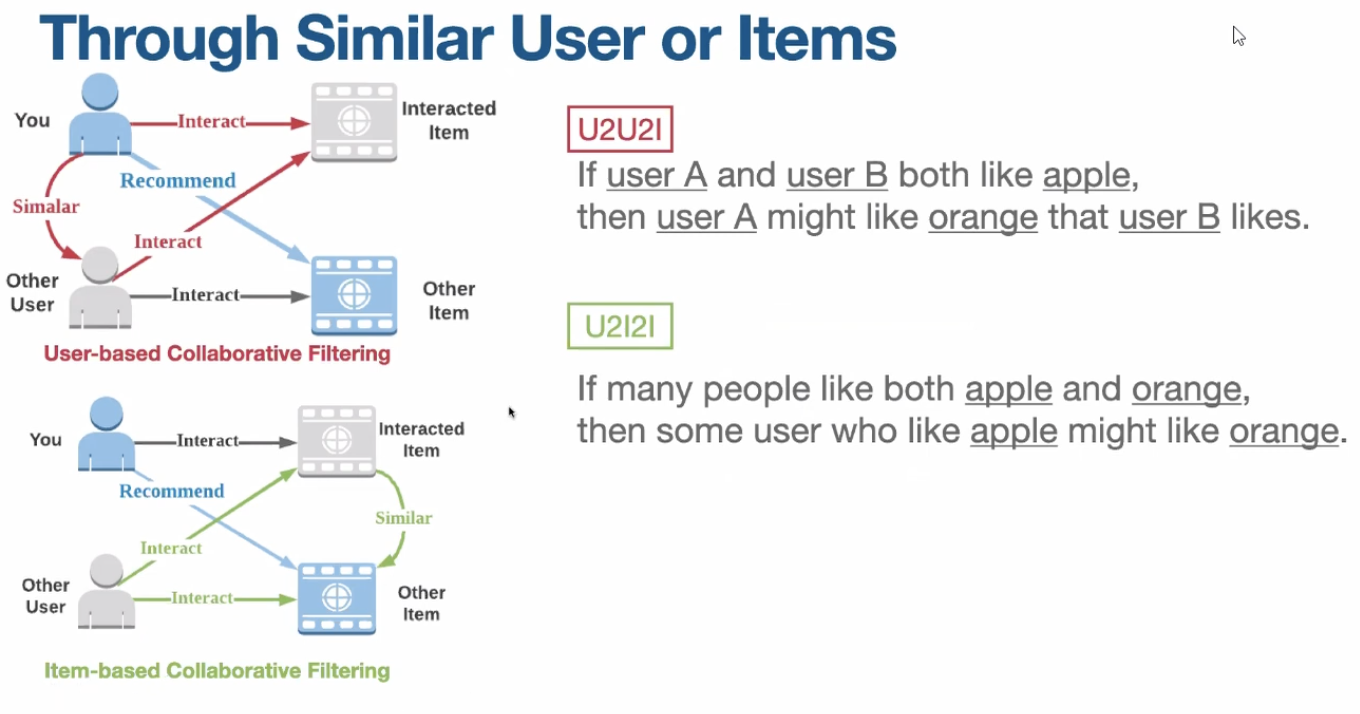 Through Similar User or Items
You
Interact
Interacted
Item
Recommend
Simalar
Interact
Other
User
Interact
Other
Item
User-based Collaborative Filtering
U2U2I
If user A and user B both like apple,
then user A might like orange that user B likes.
You
Interact
Interacted
Item
Recommend
Similar
Interact
Other
User
Interact
Other
Item
Item-based Collaborative Filtering
U2I2I
If many people like both apple and orange,
then some user who like apple might like orange.